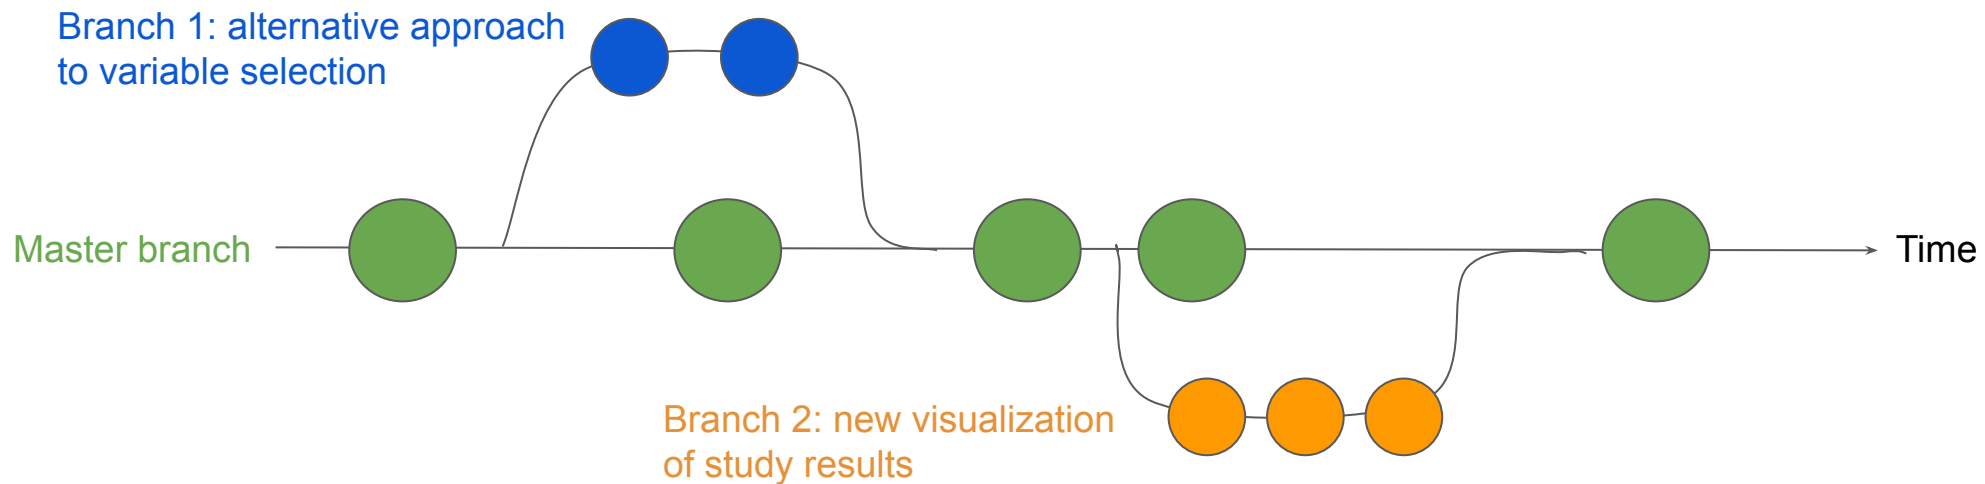 Branch 1: alternative approach
to variable selection
Master branch
Time
Branch 2: new visualization
of study results